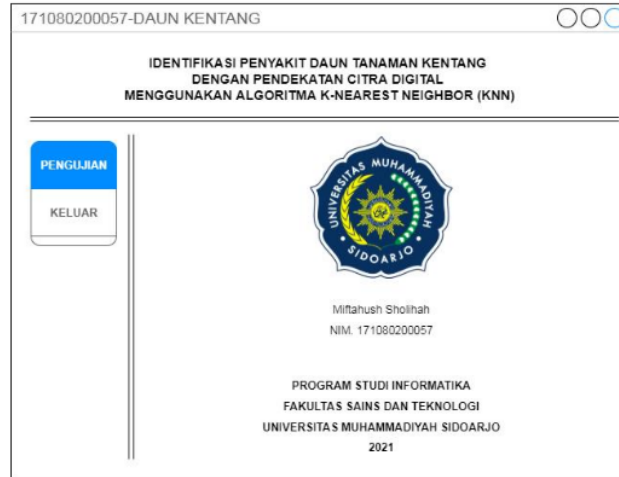 171080200057-DAUN KENTANG
IDENTIFIKASI PENYAKIT DAUN TANAMAN KENTANG
DENGAN PENDEKATAN CITRA DIGITAL
MENGGUNAKAN ALGORITMA K-NEAREST NEIGHBOR (KNN)
PENGUJIAN
KELUAR
UNIVERSITAS MUHAMMADIYAH
SIDOARJO
Miftahush Sholihah
NIM. 171080200057
PROGRAM STUDI INFORMATIKA
FAKULTAS SAINS DAN TEKNOLOGI
UNIVERSITAS MUHAMMADIYAH SIDOARJO
2021